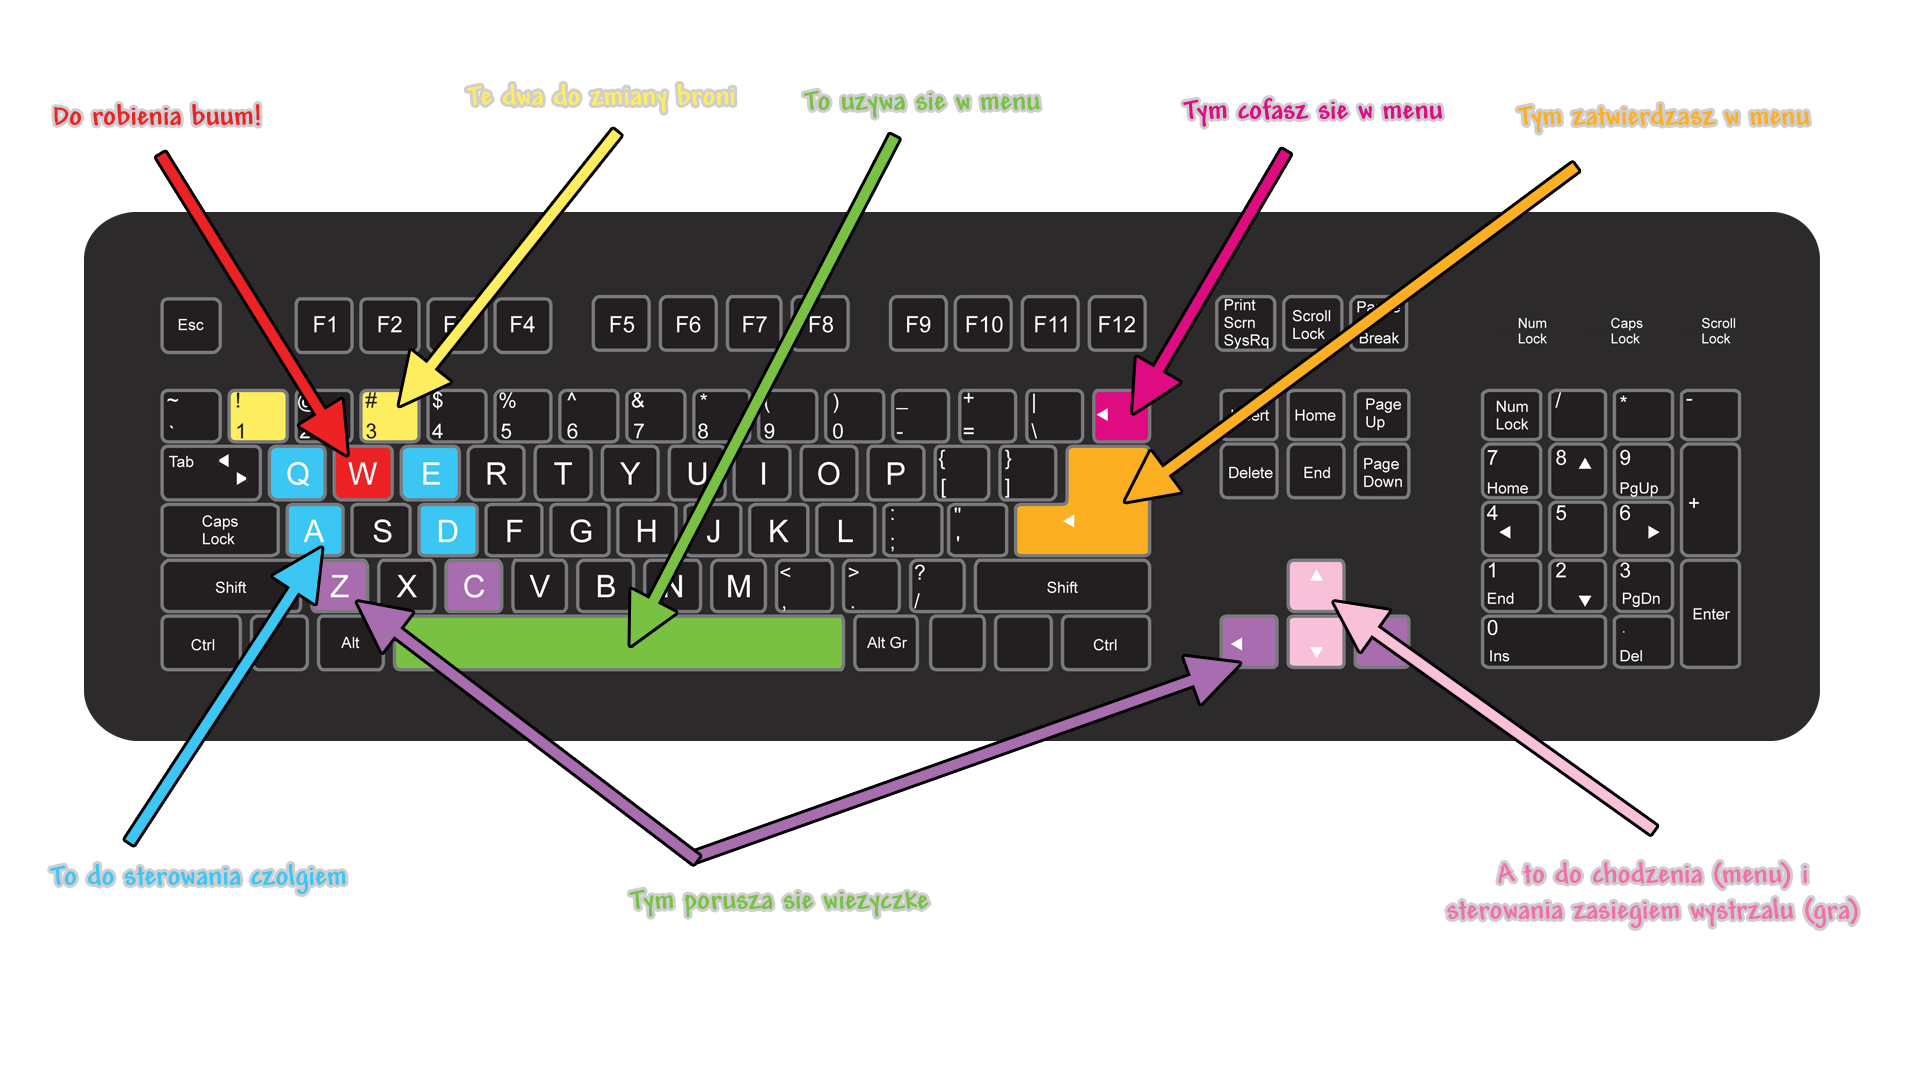 Do robienia buum!
Te dwa do zmiany broni
To uzywa sie w menu
Tym cofasz sie w menu
Tym zatwierdzasz w menu
Esc F1 F2 F4 F5 F6 F7 F8 F9 F10 F11 F12
Print Scrn SysRq
Scroll Lock
Break
Num Lock
Caps Lock
Scroll Lock
~ ` ! 1 # 3 $ 4 % 5 ^ 6 & 7 * 8 ( 9 ) 0 _ - + = | \
Home
Page Up
Num Lock / * -
Tab Q W E R T Y U I O P { [ } ]
Delete End
Page Down
7 Home 8 9 PgUp +
Caps Lock A S D F G H J K L : ; " '
4 5 6
Shift Z X C V B N M < , > . ? / Shift
1 End 2 3 PgDn Enter
Ctrl Alt Alt Gr Ctrl
0 Ins . Del
To do sterowania czolgiem
Tym porusza sie wiezyczke
A to do chodzenia (menu) i
sterowania zasiegiem wystrzalu (gra)